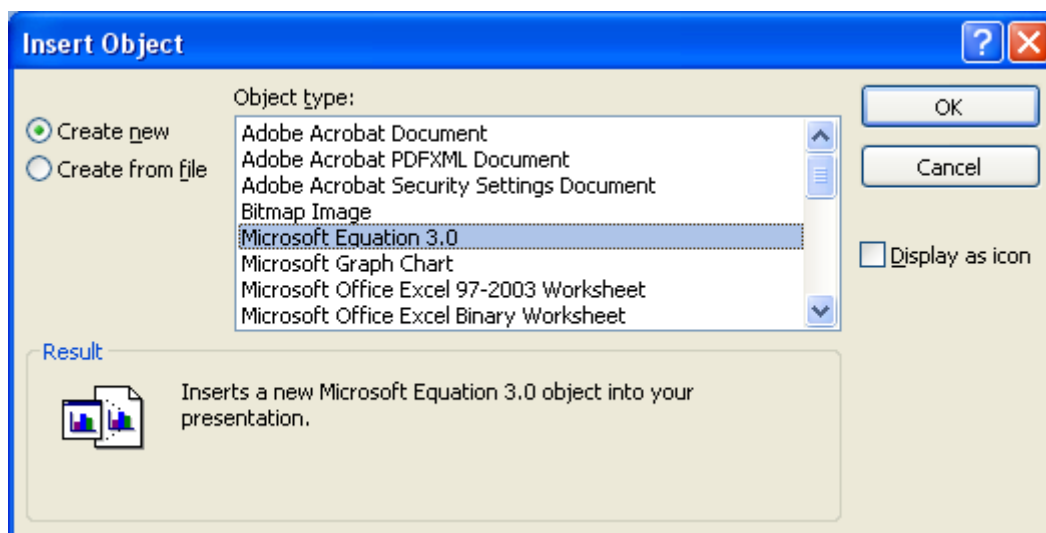 Insert Object
Object type:
Create new
Create from file
Adobe Acrobat Document
Adobe Acrobat PDFXML Document
Adobe Acrobat Security Settings Document
Bitmap Image
Microsoft Equation 3.0
Microsoft Graph Chart
Microsoft Office Excel 97-2003 Worksheet
Microsoft Office Excel Binary Worksheet
OK
Cancel
Display as icon
Result
Inserts a new Microsoft Equation 3.0 object into your
presentation.